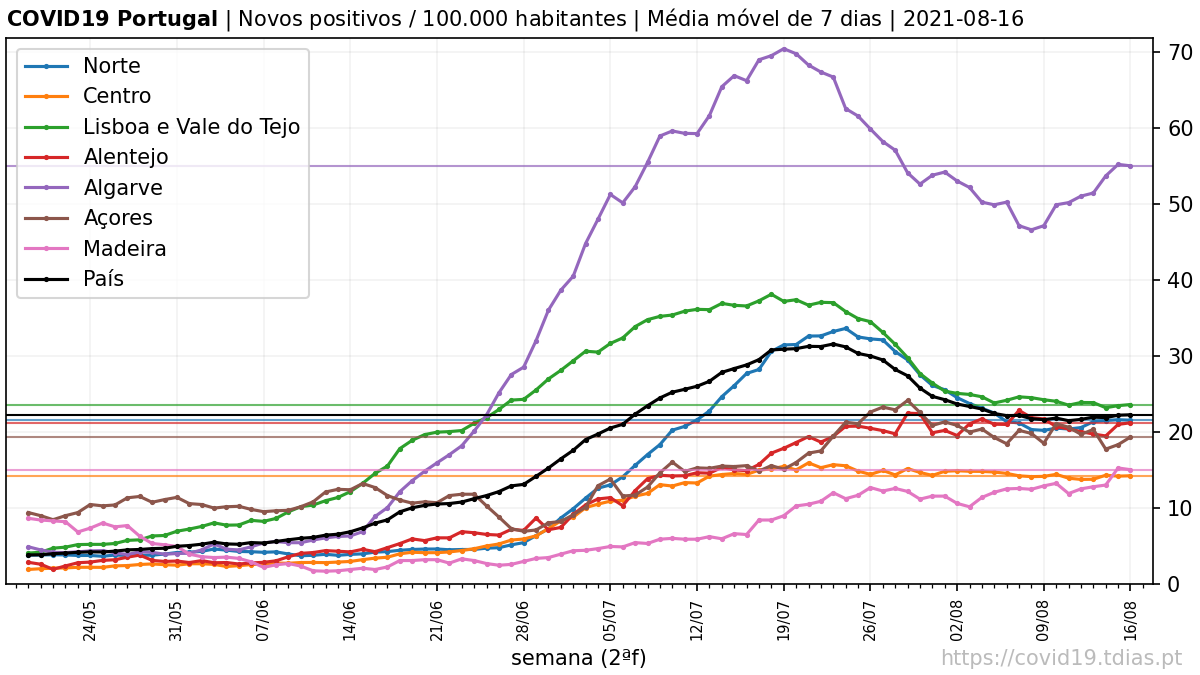 COVID19 Portugal | Novos positivos / 100.000 habitantes | Média móvel de 7 dias | 2021-08-16
Norte
Centro
Lisboa e Vale do Tejo
Alentejo
Algarve
Açores
Madeira
País
70
60
50
40
30
20
10
0
24/05
31/05
07/06
14/06
21/06
28/06
05/07
12/07
19/07
26/07
02/08
09/08
16/08
semana (2ªf)
https://covid19.tdias.pt